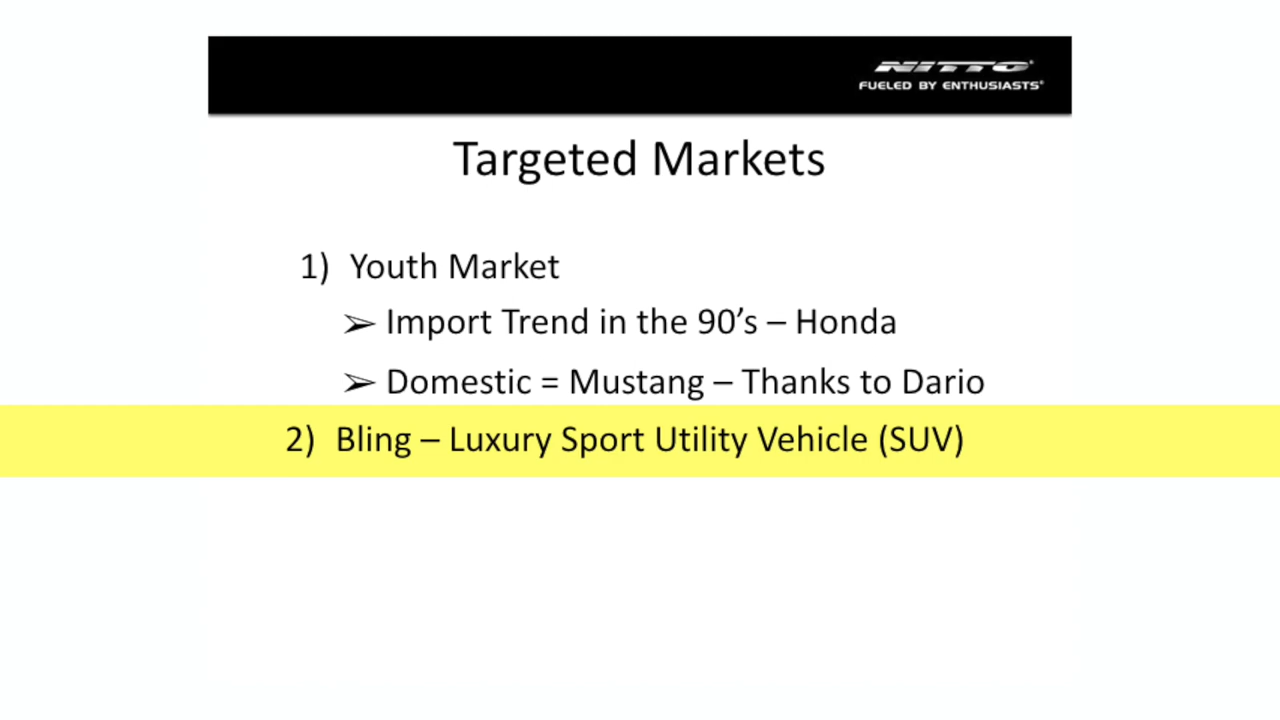 NITTO®
FUELED BY ENTHUSIASTS®
Targeted Markets
1) Youth Market
➢ Import Trend in the 90’s – Honda
➢ Domestic = Mustang – Thanks to Dario
2) Bling – Luxury Sport Utility Vehicle (SUV)